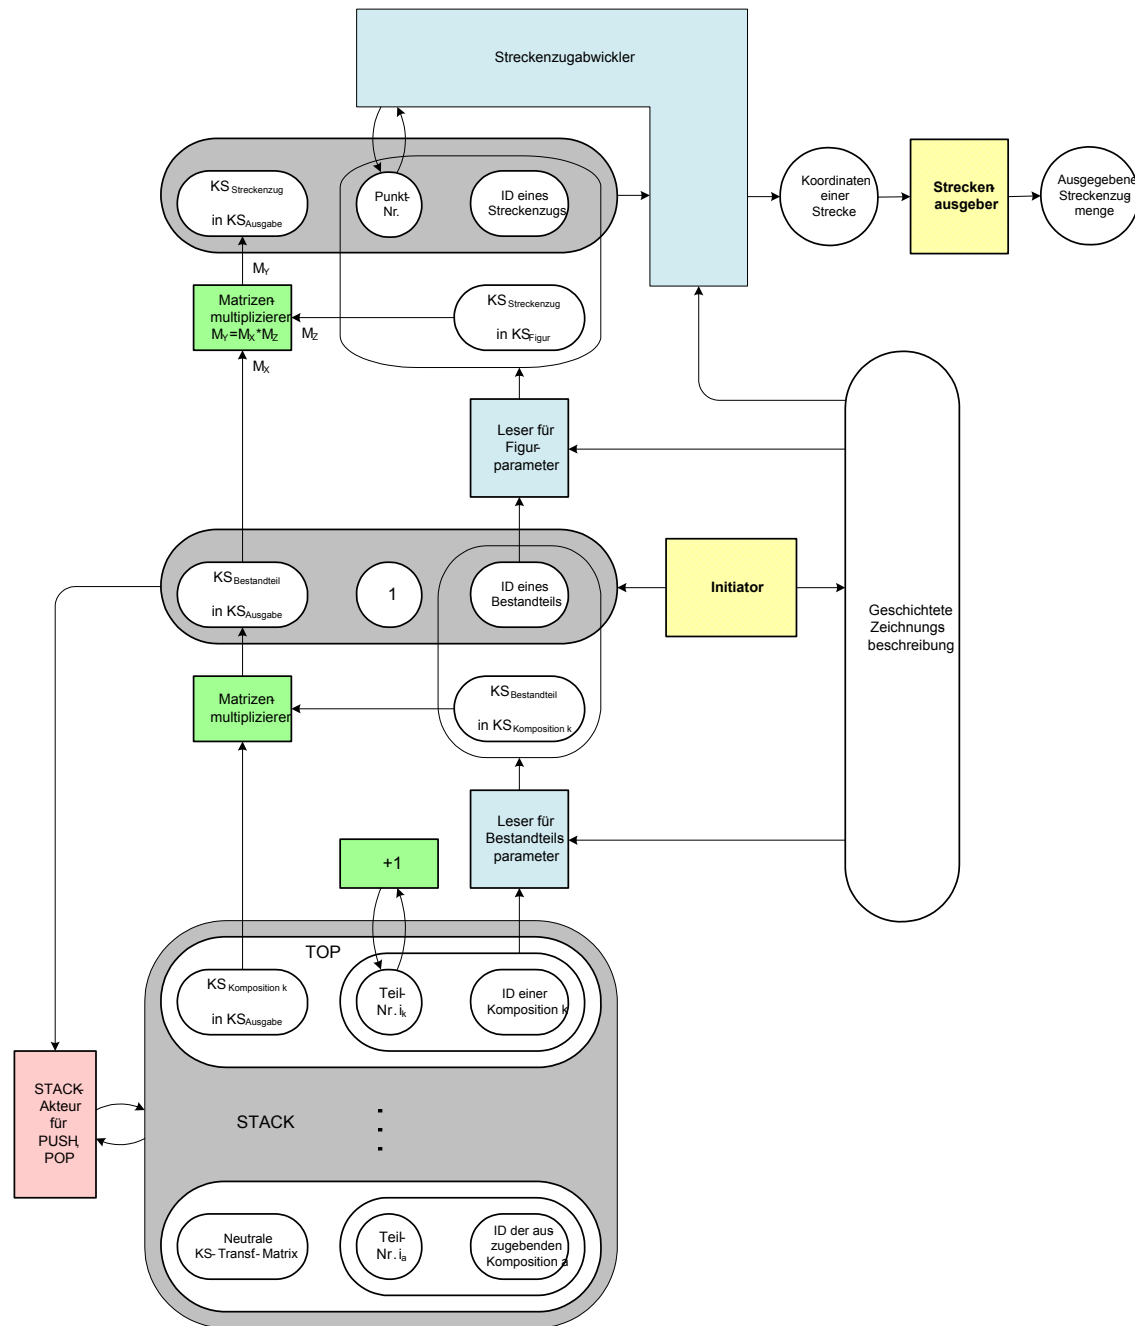 Streckenzugabwickler
KS Streckenzug
in KS Ausgabe
Punkt-
Nr.
ID eines
Streckenzugs
Koordinaten
einer
Strecke
Strecken-
ausgeber
Ausgegebene
Streckenzug
menge
M Y
Matrizen-
multiplizierer
M Y = M X * M Z
M Z
KS Streckenzug
in KS Figur
M X
Leser für
Figur-
parameter
KS Bestandteil
in KS Ausgabe
1
ID eines
Bestandteils
Initiator
Geschichtete
Zeichnungs
beschreibung
Matrizen-
multiplizierer
KS Bestandteil
in KS Komposition k
Leser für
Bestandteils
parameter
+1
TOP
KS Komposition k
in KS Ausgabe
Teil-
Nr. i k
ID einer
Komposition k
STACK-
Akteur
für
PUSH,
POP
STACK
Neutrale
KS-Transf-Matrix
Teil-
Nr. i a
ID der aus
zugebenden
Komposition a